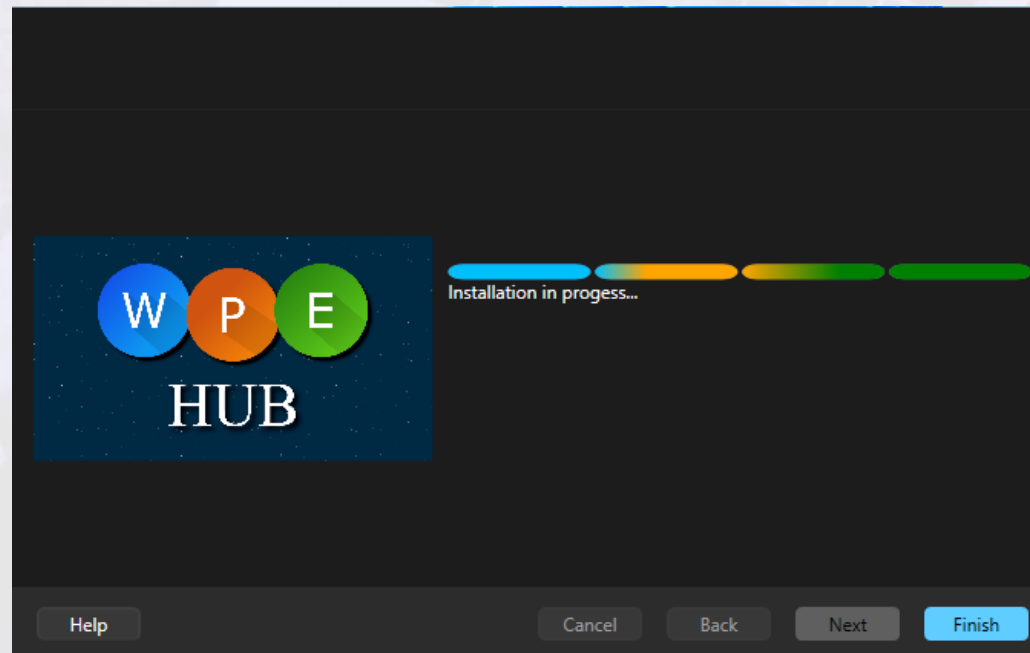 W P E
HUB
Installation in progess...
Help
Cancel
Back
Next
Finish